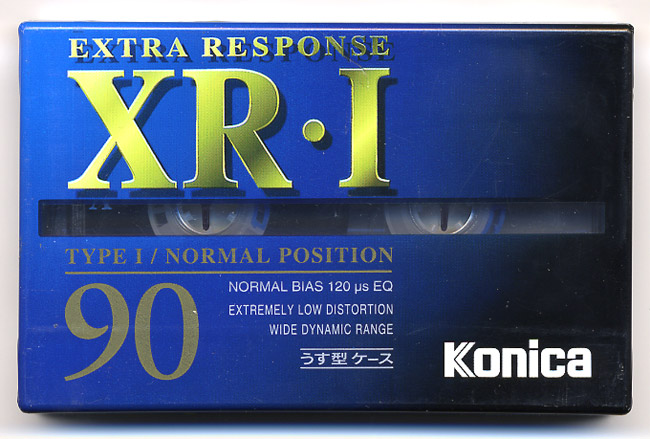 EXTRA RESPONSE
XR·I
TYPE I / NORMAL POSITION
90
NORMAL BIAS 120 µs EQ
EXTREMELY LOW DISTORTION
WIDE DYNAMIC RANGE
うす型 ケース
Konica